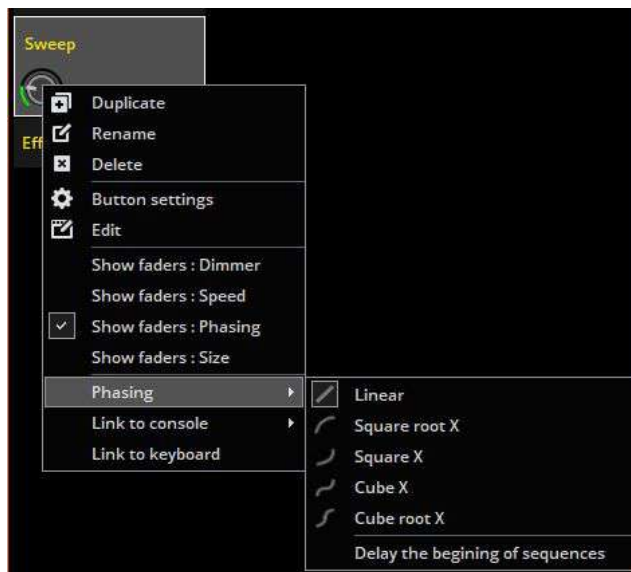 Sweep
Eff
Duplicate
Rename
Delete
Button settings
Edit
Show faders : Dimmer
Show faders : Speed
Show faders : Phasing
Show faders : Size
Phasing
Link to console
Link to keyboard
Linear
Square root X
Square X
Cube X
Cube root X
Delay the begining of sequences